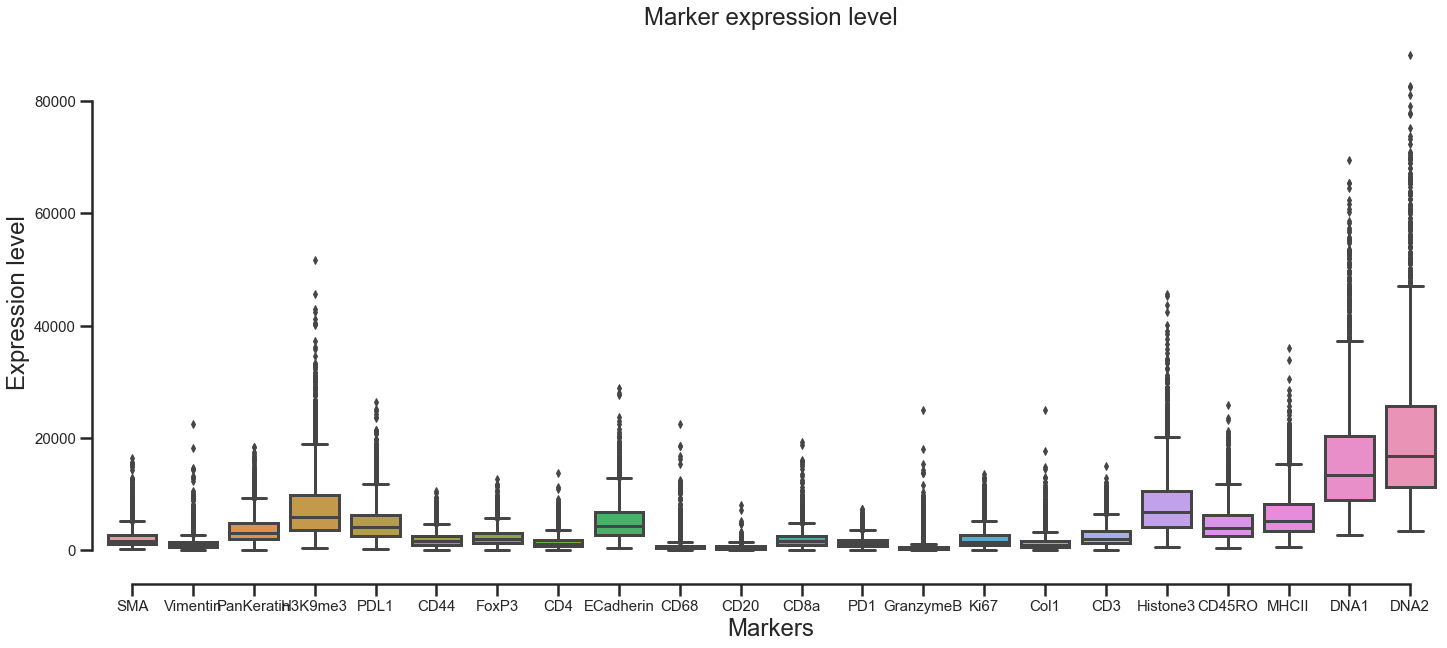 Marker expression level
Expression level
80000
60000
40000
20000
0
SMA Vimentin PanKeratin H3K9me3 PDL1 CD44 FoxP3 CD4 ECadherin CD68 CD20 CD8a PD1 GranzymeB Ki67 Col1 CD3 Histone3 CD45RO MHCII DNA1 DNA2
Markers